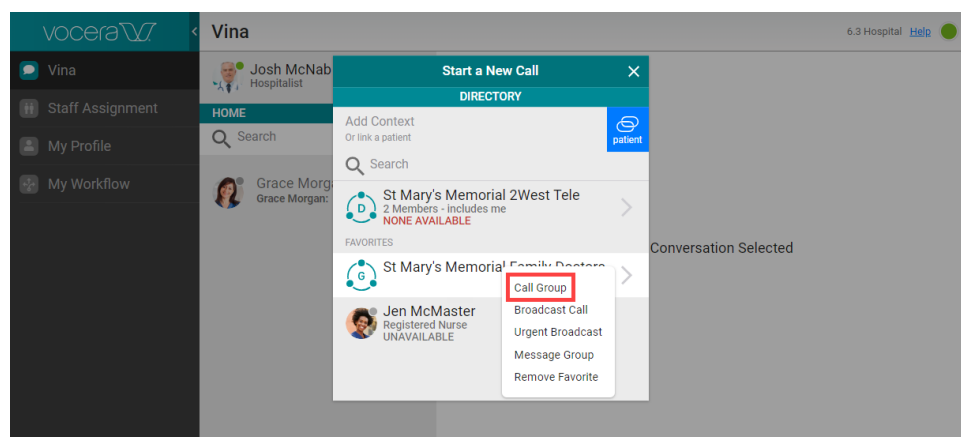 vocera
Vina
6.3 Hospital Help
Vina
Staff Assignment
My Profile
My Workflow
Josh McNab
Hospitalist
HOME
Search
Grace Morg
Grace Morgan:
Start a New Call
DIRECTORY
Add Context
Or link a patient
patient
Search
D
St Mary's Memorial 2West Tele
2 Members - includes me
NONE AVAILABLE
FAVORITES
G
St Mary's Memorial Family Doctors
Jen McMaster
Registered Nurse
UNAVAILABLE
Call Group
Broadcast Call
Urgent Broadcast
Message Group
Remove Favorite
Conversation Selected